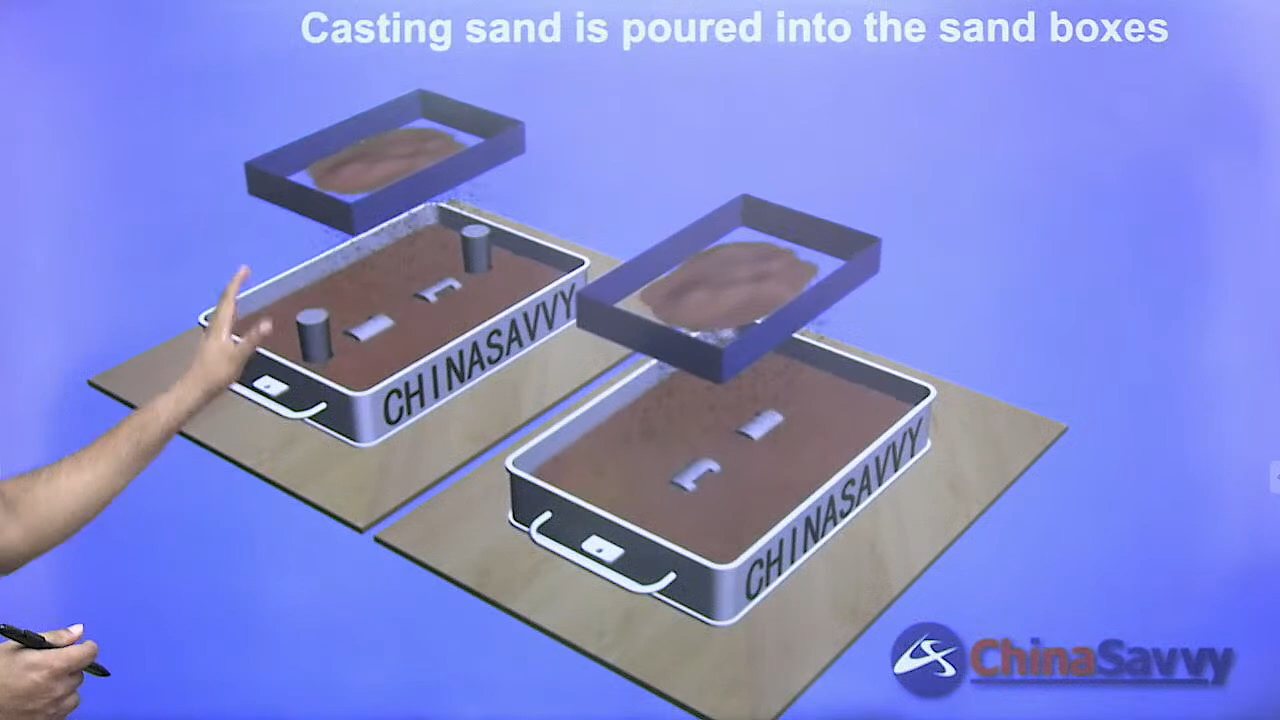 Casting sand is poured into the sand boxes
CHINASAVVY
CHINASAVVY
ChinaSavvy